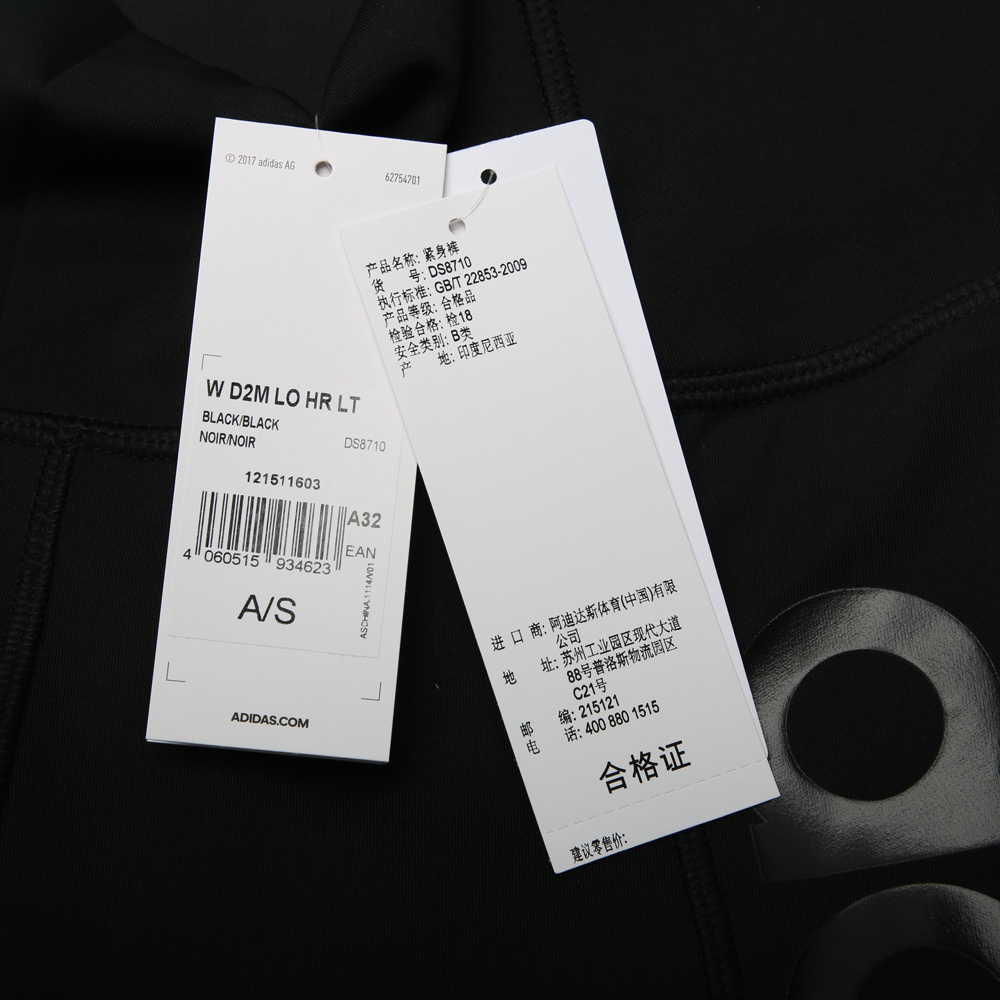 © 2017 adidas AG
62754701
W D2M LO HR LT
BLACK/BLACK
NOIR/NOIR
DS8710
121511603
A32
EAN
4 060515 934623
ASCHINA.1114/V01
A/S
ADIDAS.COM
产品名称: 紧身裤
货 号: DS8710
执行标准: GB/T 22853-2009
产品等级: 合格品
检验合格: 检18
安全类别: B类
产 地: 印度尼西亚
进 口 商: 阿迪达斯体育(中国)有限
公司
地 址: 苏州工业园区现代大道
88号普洛斯物流园区
C21号
邮 编: 215121
电 话: 400 880 1515
合格证
建议零售价: